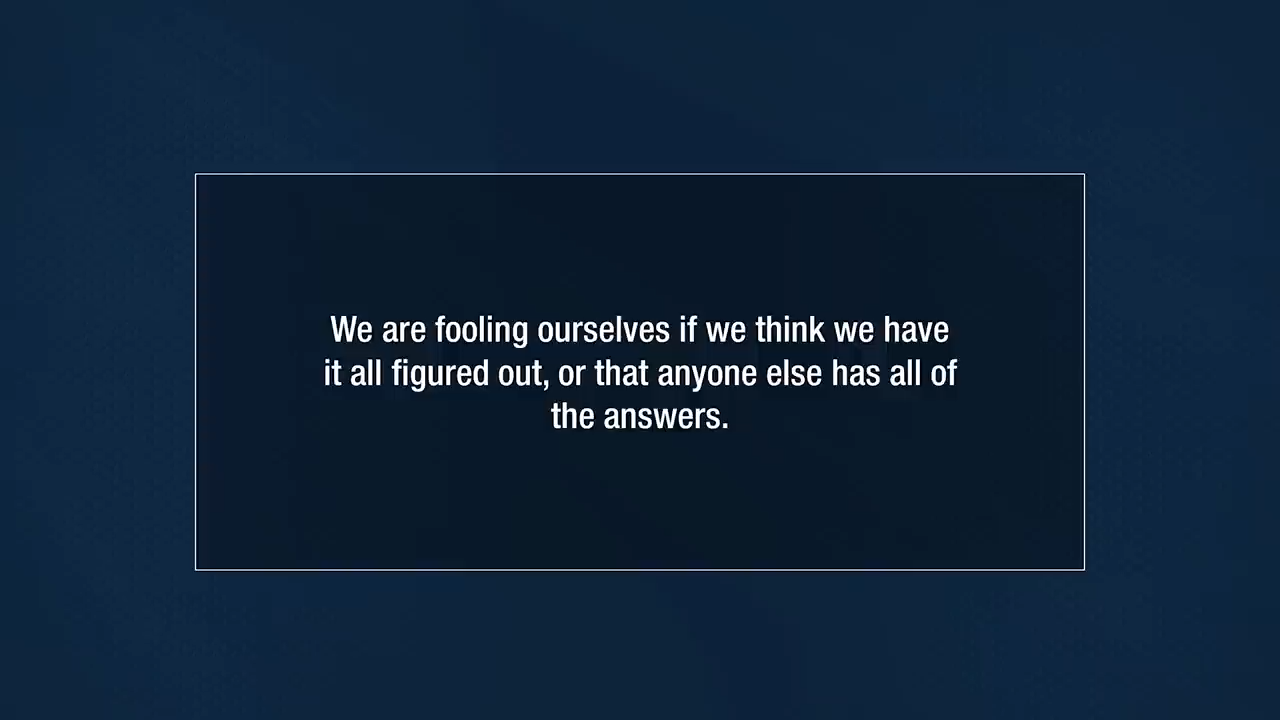 We are fooling ourselves if we think we have
it all figured out, or that anyone else has all of
the answers.